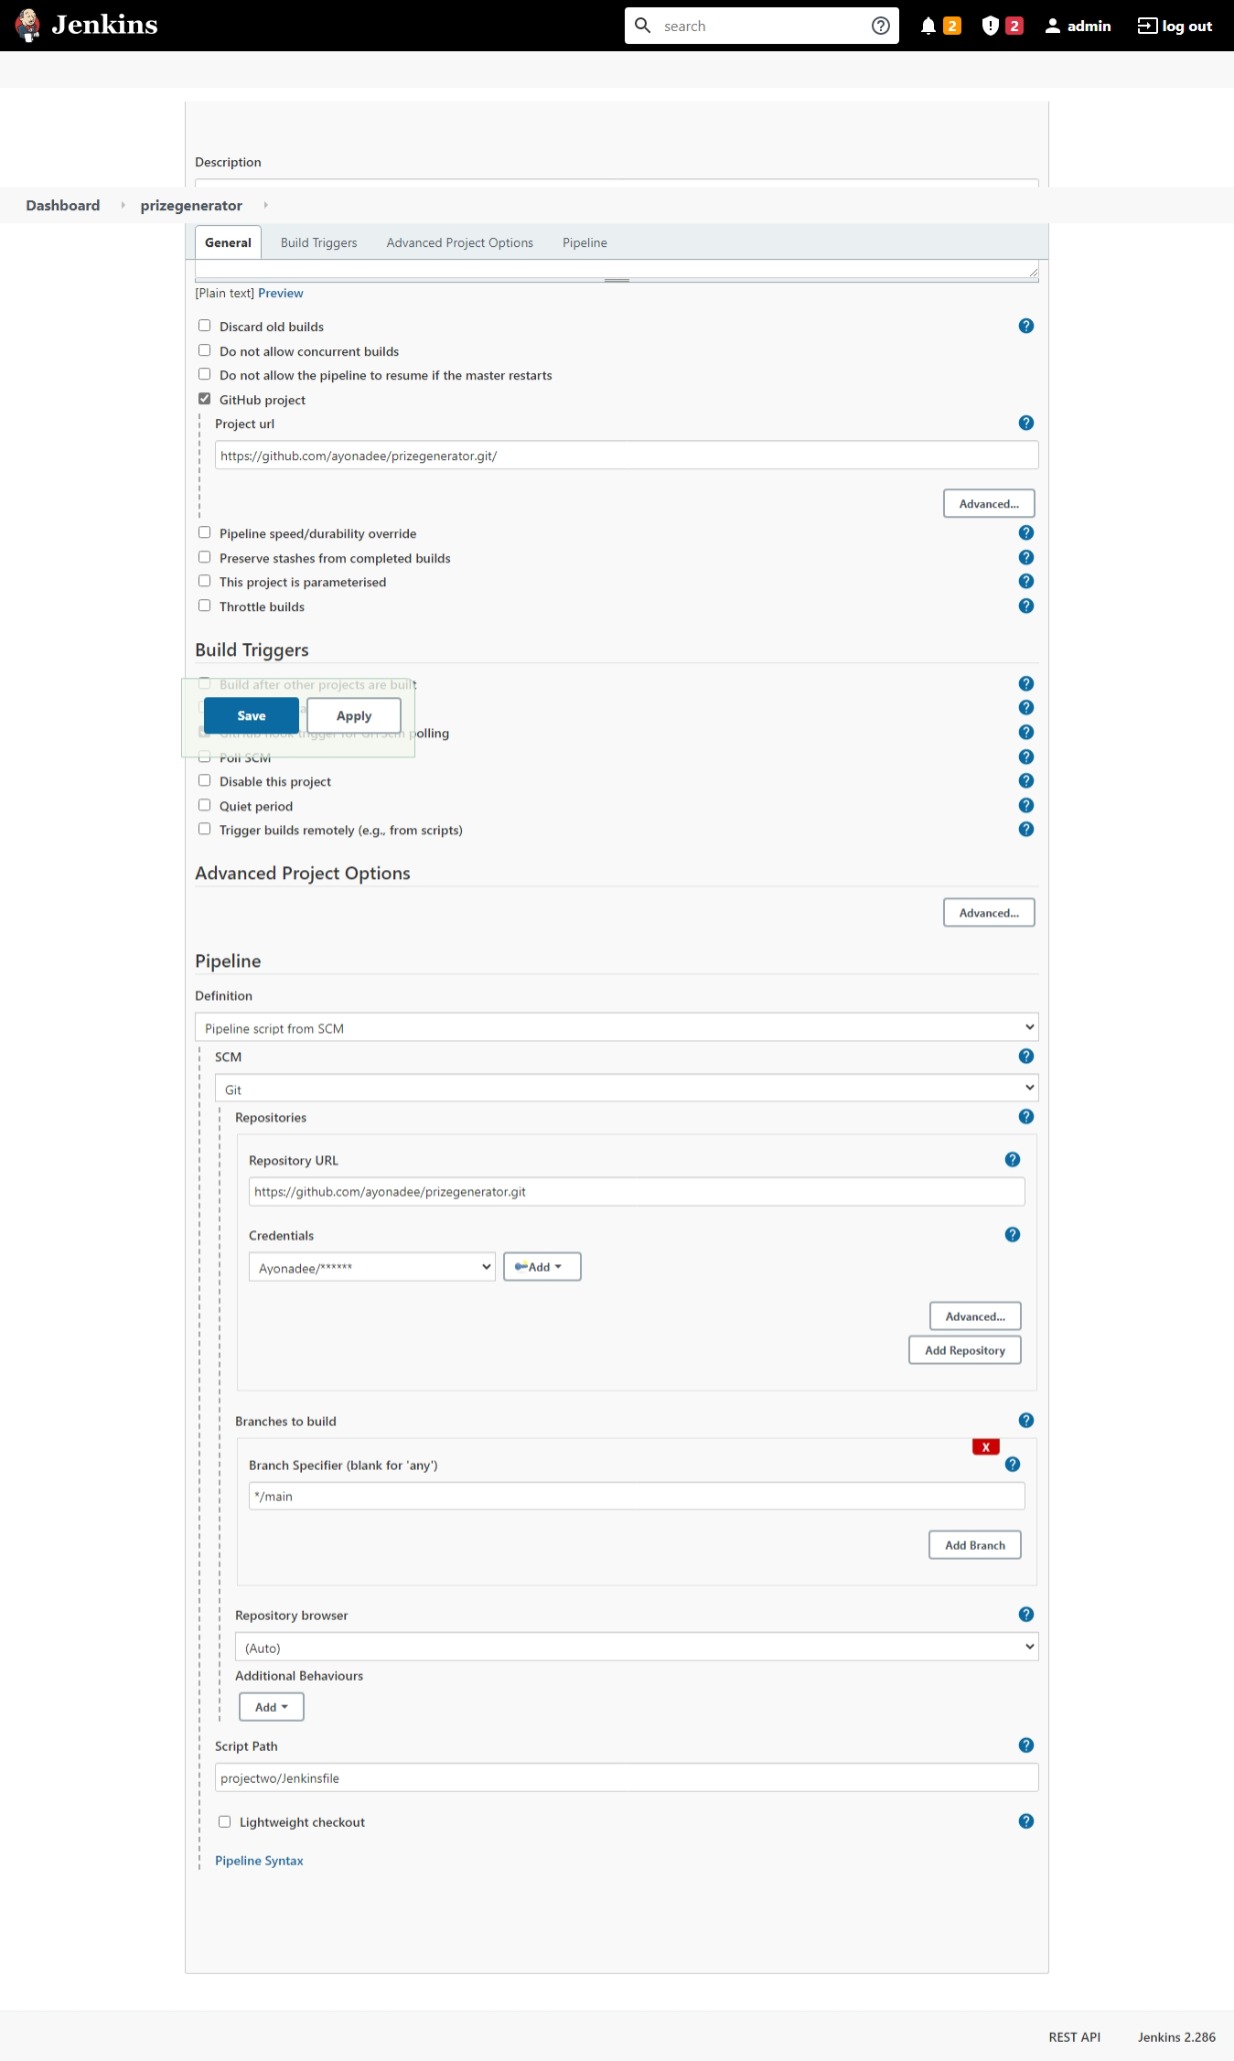 Jenkins
search
2
2
admin
log out
Description
Dashboard
prizegenerator
General
Build Triggers
Advanced Project Options
Pipeline
[Plain text] Preview
Discard old builds
Do not allow concurrent builds
Do not allow the pipeline to resume if the master restarts
GitHub project
Project url
https://github.com/ayonadee/prizegenerator.git/
Advanced...
Pipeline speed/durability override
Preserve stashes from completed builds
This project is parameterised
Throttle builds
Build Triggers
Build after other projects are built
Save
Apply
GitHub hook trigger for GITScm polling
Poll SCM
Disable this project
Quiet period
Trigger builds remotely (e.g., from scripts)
Advanced Project Options
Advanced...
Pipeline
Definition
Pipeline script from SCM
SCM
Git
Repositories
Repository URL
https://github.com/ayonadee/prizegenerator.git
Credentials
Ayonadee/******
Add
Advanced...
Add Repository
Branches to build
X
Branch Specifier (blank for 'any')
*/main
Add Branch
Repository browser
(Auto)
Additional Behaviours
Add
Script Path
projectwo/Jenkinsfile
Lightweight checkout
Pipeline Syntax
REST API
Jenkins 2.286